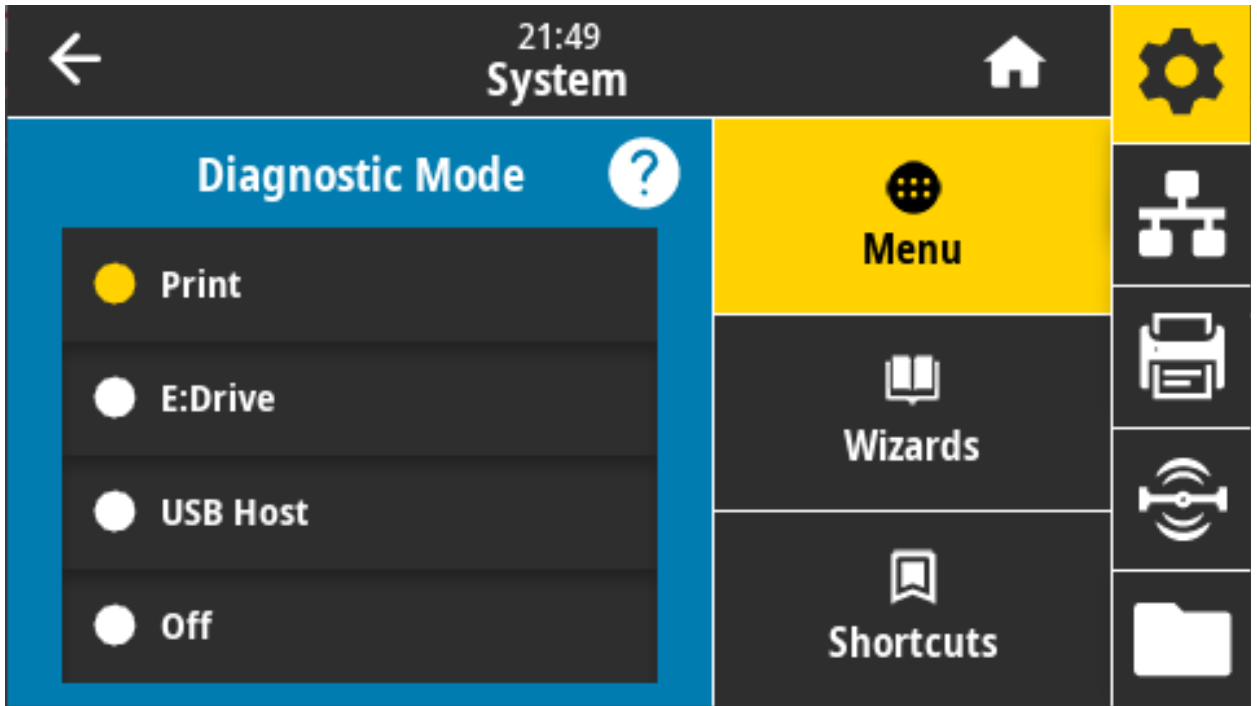 21:49
System
Diagnostic Mode
?
Print
E:Drive
USB Host
Off
Menu
Wizards
Shortcuts